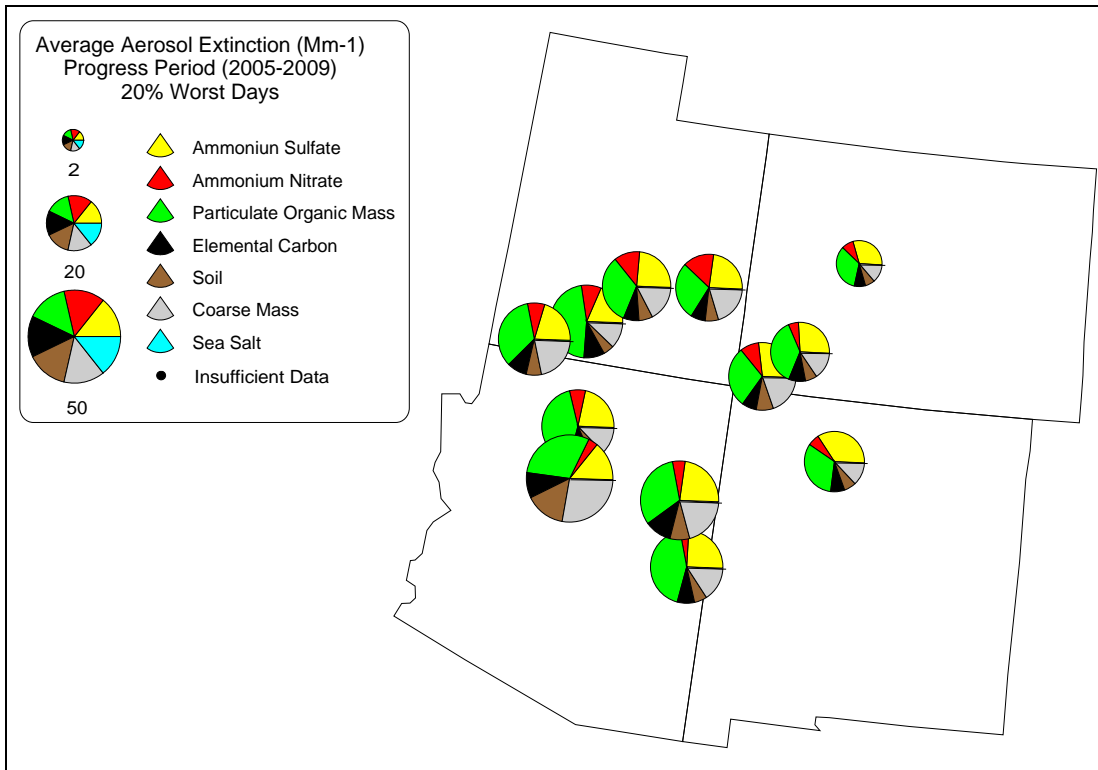 Average Aerosol Extinction (Mm-1)
Progress Period (2005-2009)
20% Worst Days
2
20
50
Ammoniun Sulfate
Ammonium Nitrate
Particulate Organic Mass
Elemental Carbon
Soil
Coarse Mass
Sea Salt
Insufficient Data